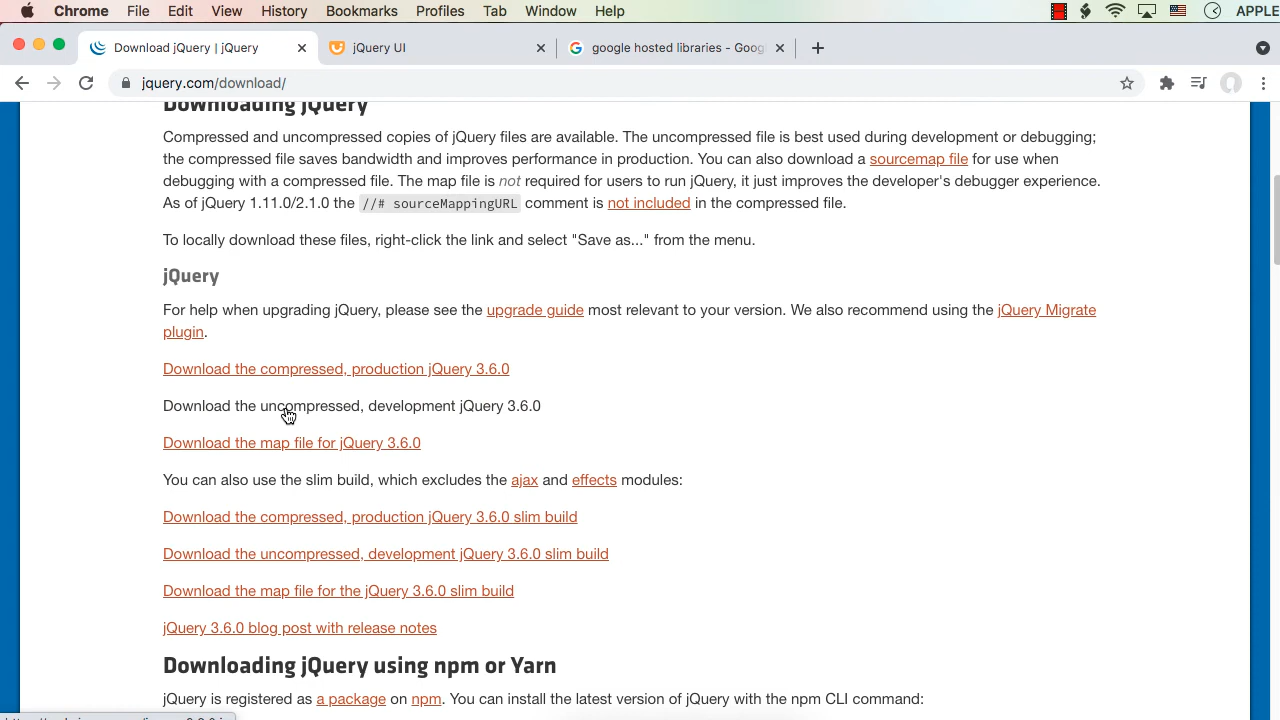 Chrome File Edit View History Bookmarks Profiles Tab Window Help APPLE
Download jQuery | jQuery jQuery UI google hosted libraries - Goog
jquery.com/download/
Downloading jQuery
Compressed and uncompressed copies of jQuery files are available. The uncompressed file is best used during development or debugging;
the compressed file saves bandwidth and improves performance in production. You can also download a sourcemap file for use when
debugging with a compressed file. The map file is not required for users to run jQuery, it just improves the developer's debugger experience.
As of jQuery 1.11.0/2.1.0 the //# sourceMappingURL comment is not included in the compressed file.
To locally download these files, right-click the link and select "Save as..." from the menu.
jQuery
For help when upgrading jQuery, please see the upgrade guide most relevant to your version. We also recommend using the jQuery Migrate
plugin.
Download the compressed, production jQuery 3.6.0
Download the uncompressed, development jQuery 3.6.0
Download the map file for jQuery 3.6.0
You can also use the slim build, which excludes the ajax and effects modules:
Download the compressed, production jQuery 3.6.0 slim build
Download the uncompressed, development jQuery 3.6.0 slim build
Download the map file for the jQuery 3.6.0 slim build
jQuery 3.6.0 blog post with release notes
Downloading jQuery using npm or Yarn
jQuery is registered as a package on npm. You can install the latest version of jQuery with the npm CLI command: